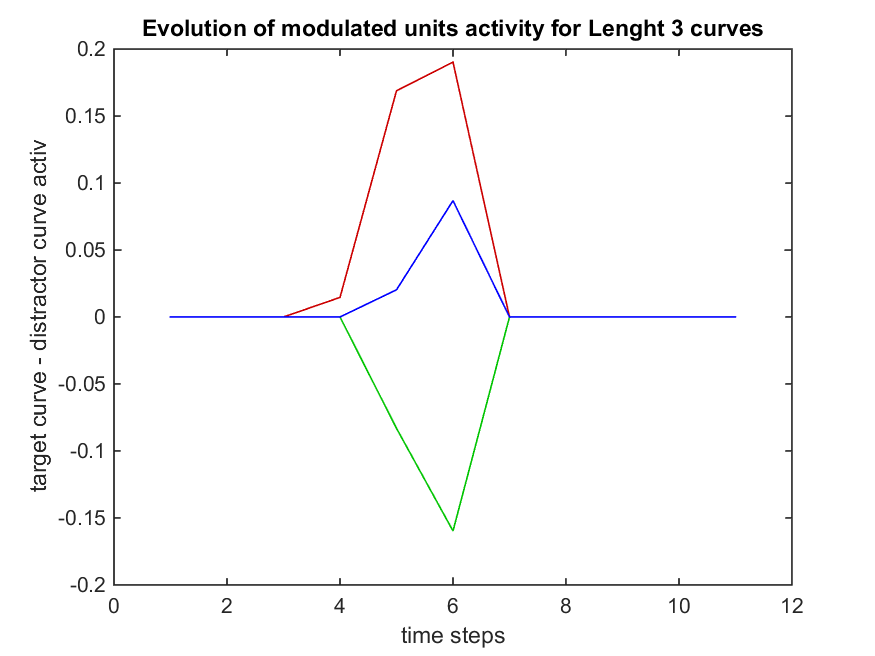 Evolution of modulated units activity for Lenght 3 curves
0.2
0.15
0.1
0.05
0
-0.05
-0.1
-0.15
-0.2
target curve - distractor curve activ
0 2 4 6 8 10 12
time steps